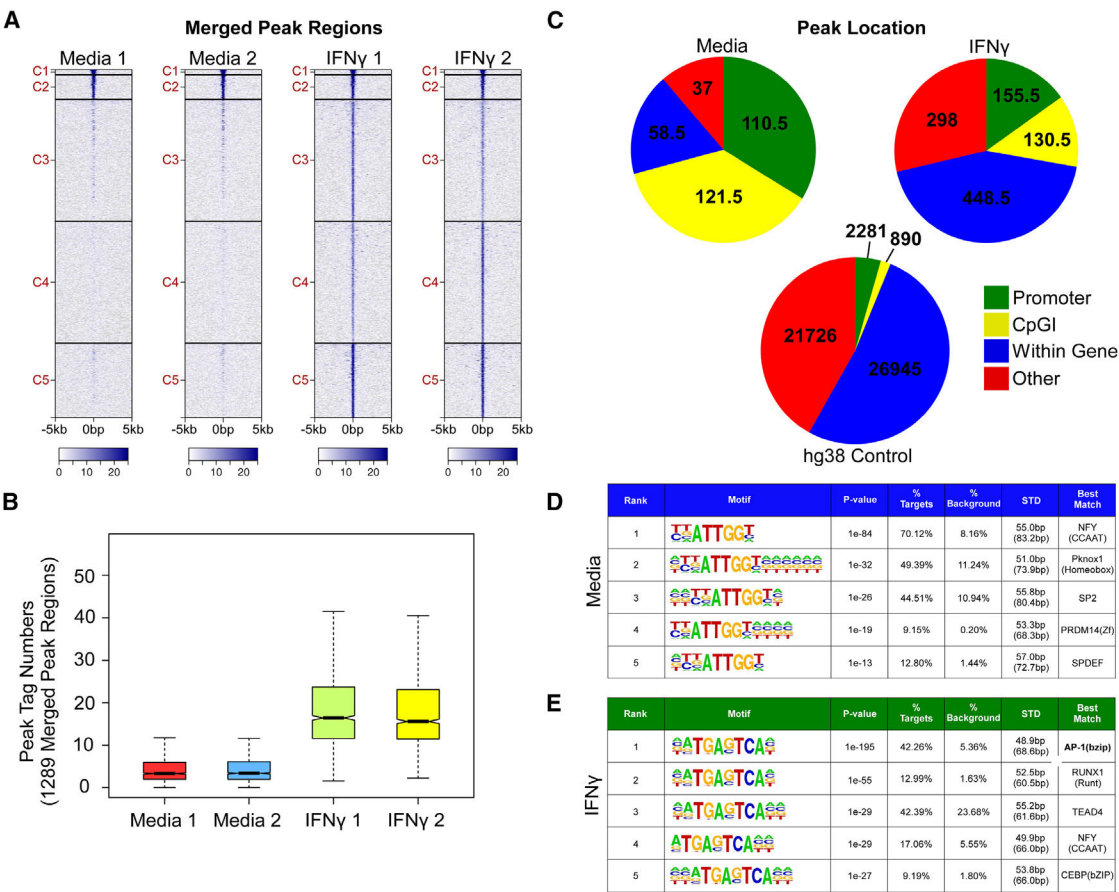 A
Merged Peak Regions
Media 1
Media 2
IFNγ 1
IFNγ 2
C1
C2
C3
C4
C5
C1
C2
C3
C4
C5
C1
C2
C3
C4
C5
C1
C2
C3
C4
C5
-5kb 0bp 5kb
-5kb 0bp 5kb
-5kb 0bp 5kb
-5kb 0bp 5kb
0 10 20
0 10 20
0 10 20
0 10 20
B
Peak Tag Numbers
(1289 Merged Peak Regions)
50
40
30
20
10
0
Media 1 Media 2 IFNγ 1 IFNγ 2
C
Peak Location
Media
37
110.5
58.5
121.5
IFNγ
155.5
298
130.5
448.5
2281
890
21726
26945
hg38 Control
Promoter
CpGI
Within Gene
Other
D
Media
Rank Motif P-value % Targets % Background STD Best Match
1 ATTGG 1e-84 70.12% 8.16% 55.0bp (83.2bp) NFY (CCAAT)
2 ATTGG 1e-32 49.39% 11.24% 51.0bp (73.9bp) Pknox1 (Homeobox)
3 ATTGG 1e-26 44.51% 10.94% 55.8bp (80.4bp) SP2
4 ATTGG 1e-19 9.15% 0.20% 53.3bp (68.3bp) PRDM14(Zf)
5 ATTGG 1e-13 12.80% 1.44% 57.0bp (72.7bp) SPDEF
E
IFNγ
Rank Motif P-value % Targets % Background STD Best Match
1 TGAGTCA 1e-195 42.26% 5.36% 48.9bp (68.6bp) AP-1(bzip)
2 TGAGTCA 1e-55 12.99% 1.63% 52.5bp (60.5bp) RUNX1 (Runt)
3 TGAGTCA 1e-29 42.39% 23.68% 55.2bp (61.6bp) TEAD4
4 TGAGTCA 1e-29 17.06% 5.55% 49.9bp (66.0bp) NFY (CCAAT)
5 TGAGTCA 1e-27 9.19% 1.80% 53.8bp (66.0bp) CEBP(bZIP)